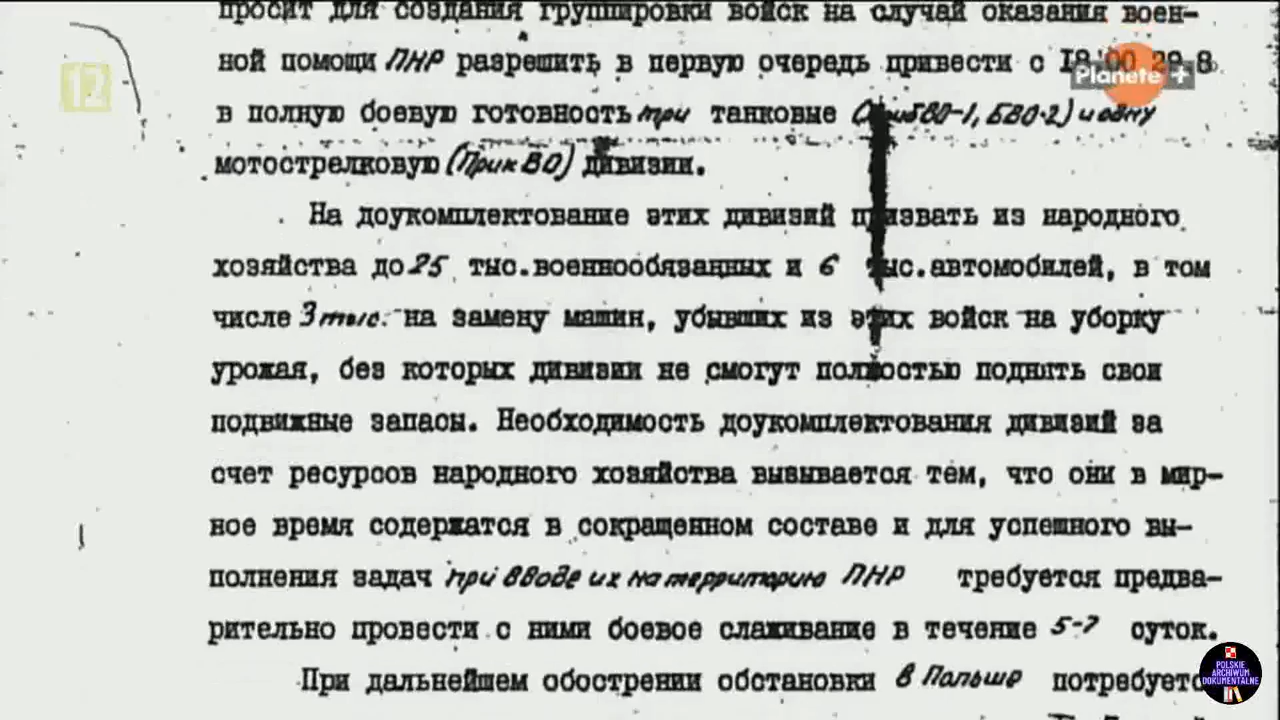 просит для создания группировки войск на случай оказания воен-
ной помощи ПНР разрешить в первую очередь привести с 18.00 29.8
в полную боевую готовность три танковые (ПрибВО-1, БВО-2) и одну
мотострелковую (ПрикВО) дивизии.
На доукомплектование этих дивизий призвать из народного
хозяйства до 25 тыс.военнообязанных и 6 тыс.автомобилей, в том
числе 3 тыс. на замену машин, убывших из этих войск на уборку
урожая, без которых дивизии не смогут полностью поднять свои
подвижные запасы. Необходимость доукомплектования дивизий за
счет ресурсов народного хозяйства вызывается тем, что они в мир-
ное время содержатся в сокращенном составе и для успешного вы-
полнения задач при вводе их на территорию ПНР требуется предва-
рительно провести с ними боевое слаживание в течение 5-7 суток.
При дальнейшем обострении обстановки в Польше потребуется
12
Planete +
POLSKIE
ARCHIWUM
DOKUMENTALNE